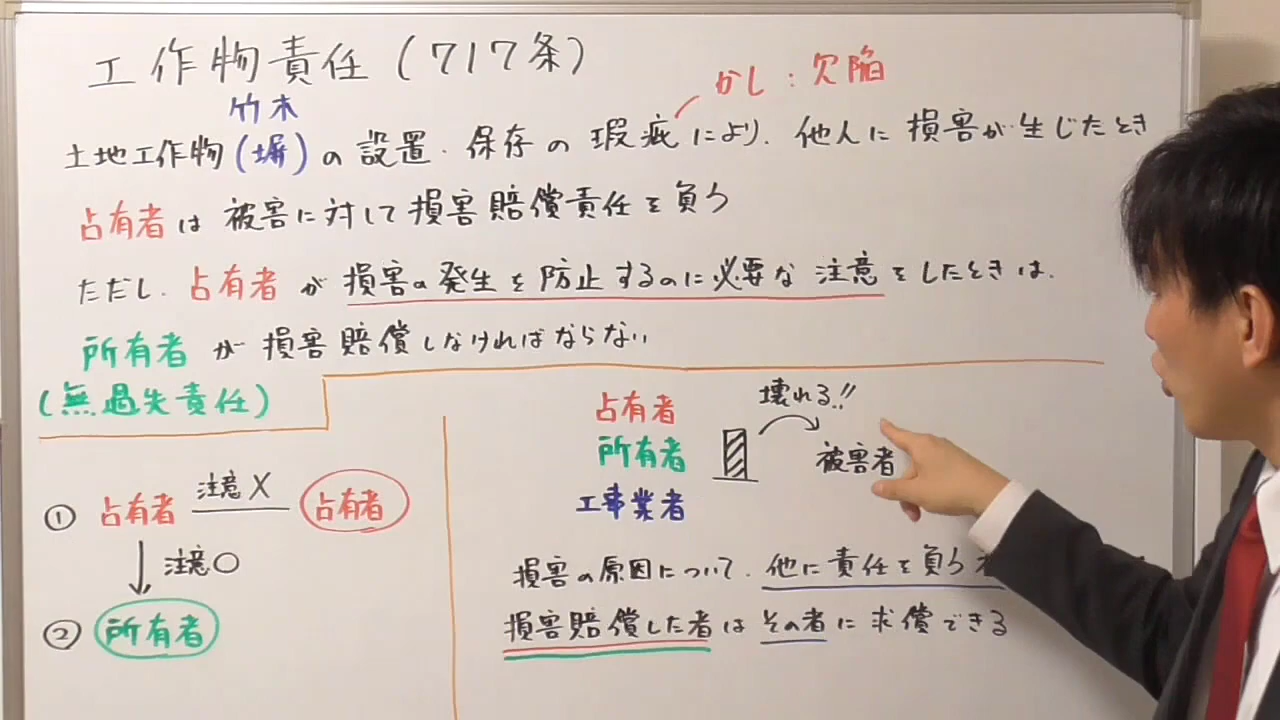 工作物責任(717条)
かし:欠陥
竹木
土地工作物(塀)の設置・保存の瑕疵により、他人に損害が生じたとき
占有者は被害に対して損害賠償責任を負う
ただし、占有者が損害の発生を防止するのに必要な注意をしたときは、
所有者が損害賠償しなければならない
(無過失責任)
① 占有者 注意× 占有者
注意○
② 所有者
占有者
所有者
工事業者
壊れる!!
被害者
損害の原因について、他に責任を負う
損害賠償した者はその者に求償できる